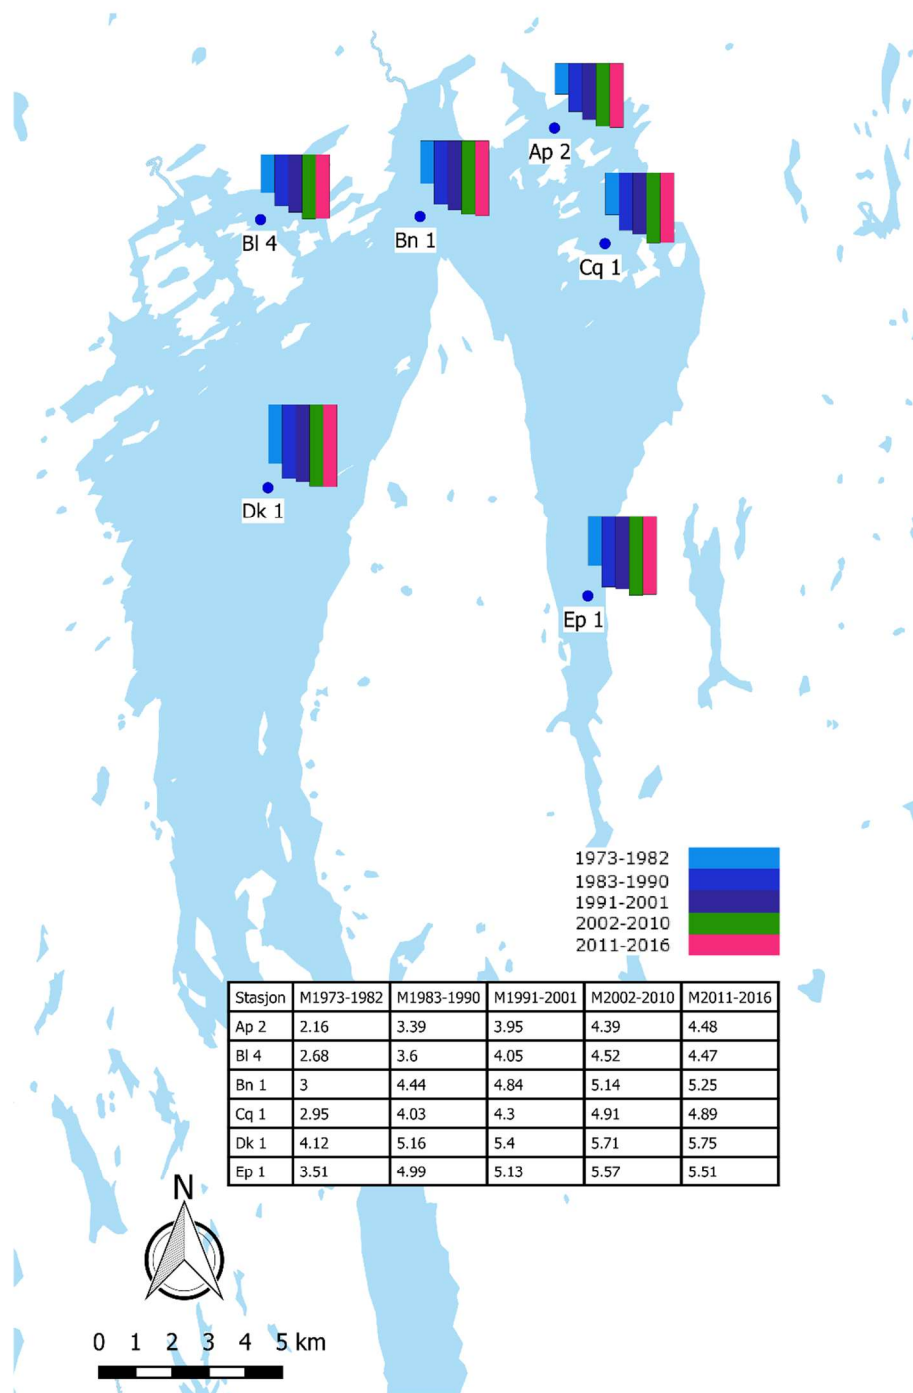 Ap 2
Bl 4
Bn 1
Cq 1
Dk 1
Ep 1
1973-1982
1983-1990
1991-2001
2002-2010
2011-2016
Stasjon M1973-1982 M1983-1990 M1991-2001 M2002-2010 M2011-2016
Ap 2 2.16 3.39 3.95 4.39 4.48
Bl 4 2.68 3.6 4.05 4.52 4.47
Bn 1 3 4.44 4.84 5.14 5.25
Cq 1 2.95 4.03 4.3 4.91 4.89
Dk 1 4.12 5.16 5.4 5.71 5.75
Ep 1 3.51 4.99 5.13 5.57 5.51
N
0 1 2 3 4 5 km